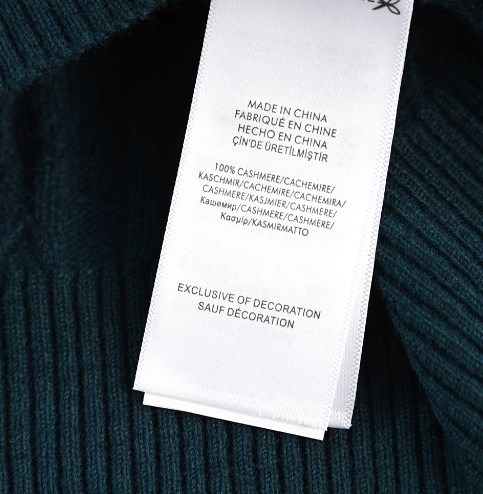 MADE IN CHINA
FABRIQUÉ EN CHINE
HECHO EN CHINA
ÇİN'DE ÜRETİLMİŞTİR
100% CASHMERE/CACHEMIRE/
KASCHMIR/CACHEMIRE/CACHEMIRA/
CASHMERE/KASJMIER/CASHMERE/
Кашемир/CASHMERE/CASHMERE/
Касмір/KASMIRMATTO
EXCLUSIVE OF DECORATION
SAUF DÉCORATION